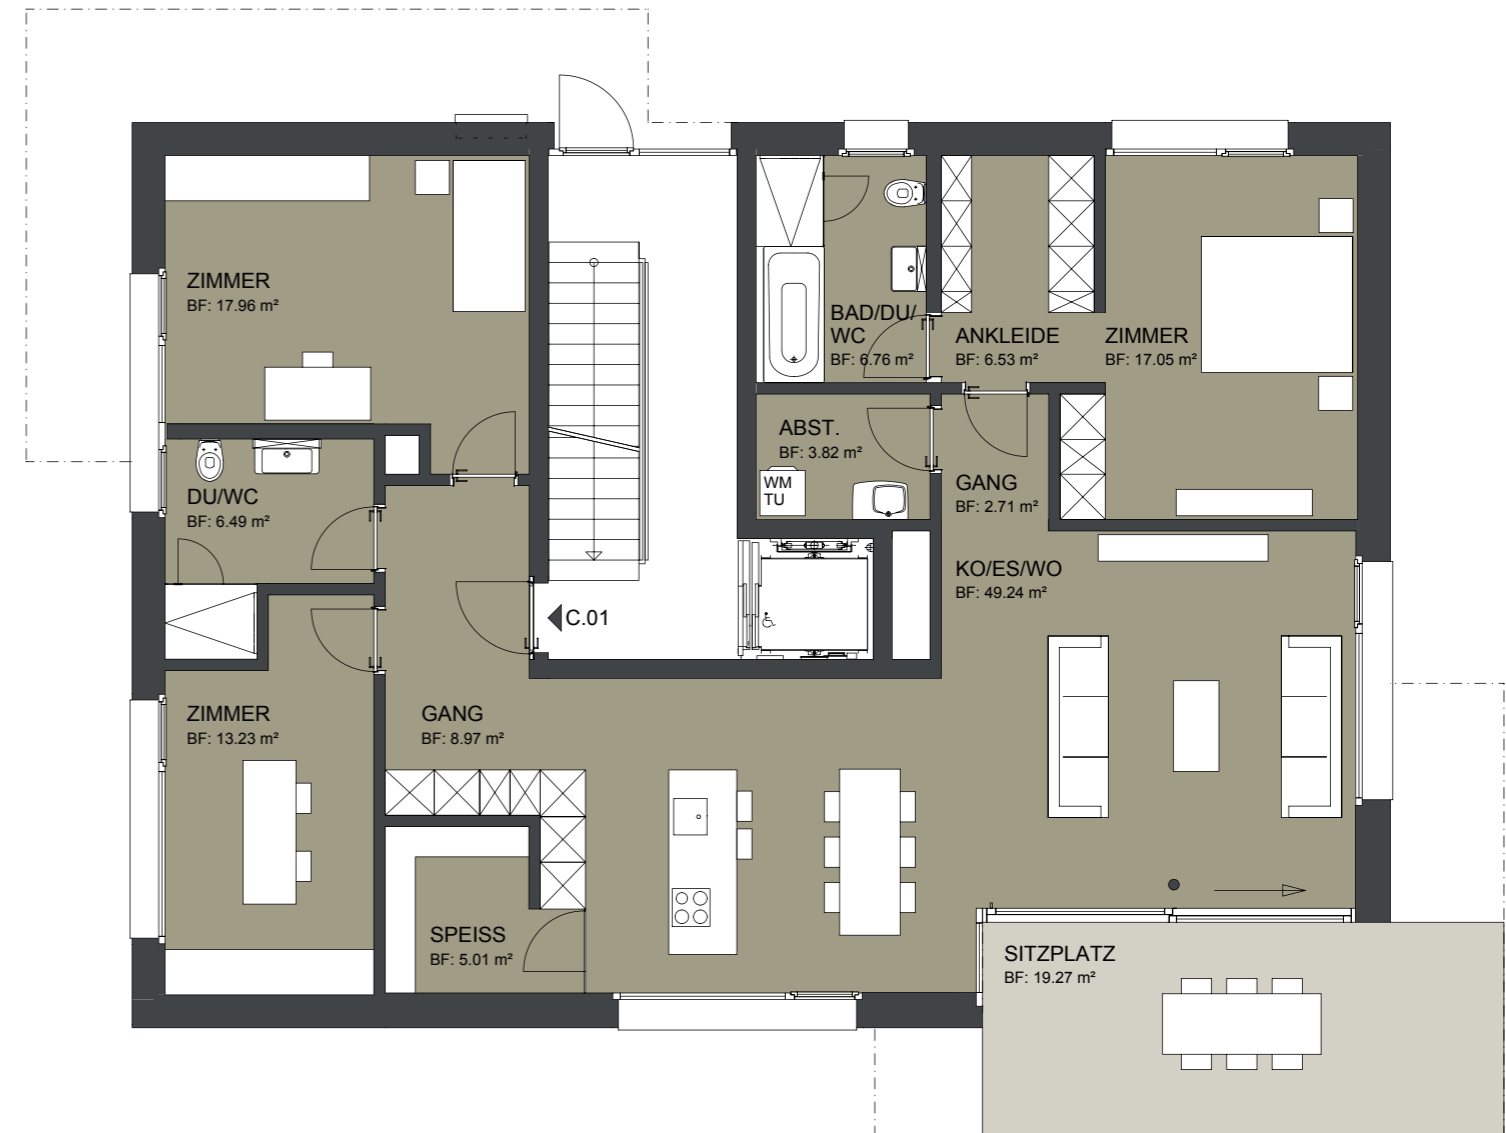 ZIMMER
BF: 17.96 m²
BAD/DU/
WC
BF: 6.76 m²
ANKLEIDE
BF: 6.53 m²
ZIMMER
BF: 17.05 m²
ABST.
BF: 3.82 m²
WM
TU
GANG
BF: 2.71 m²
DU/WC
BF: 6.49 m²
KO/ES/WO
BF: 49.24 m²
C.01
ZIMMER
BF: 13.23 m²
GANG
BF: 8.97 m²
SPEISS
BF: 5.01 m²
SITZPLATZ
BF: 19.27 m²